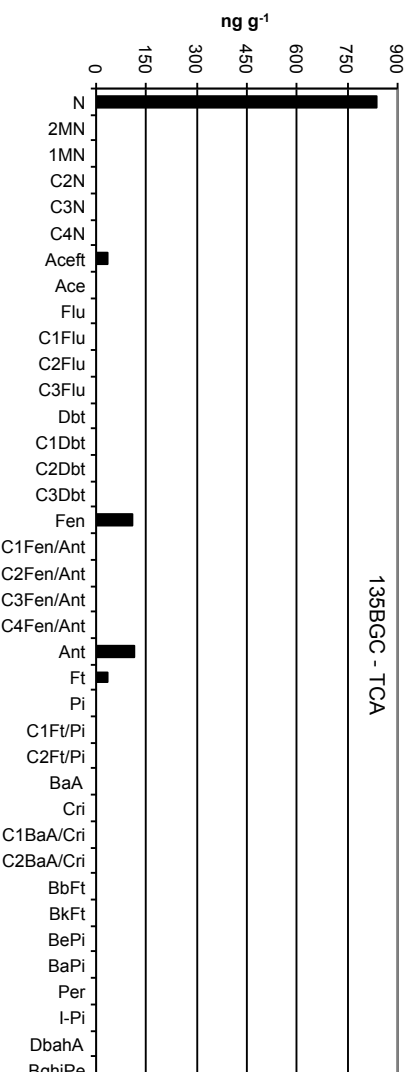 ng g-1
0
150
300
450
600
750
900
N
2MN
1MN
C2N
C3N
C4N
Aceft
Ace
Flu
C1Flu
C2Flu
C3Flu
Dbt
C1Dbt
C2Dbt
C3Dbt
Fen
C1Fen/Ant
C2Fen/Ant
C3Fen/Ant
C4Fen/Ant
Ant
Ft
Pi
C1Ft/Pi
C2Ft/Pi
BaA
Cri
C1BaA/Cri
C2BaA/Cri
BbFt
BkFt
BePi
BaPi
Per
I-Pi
DbahA
BghiPe
135BGC - TCA